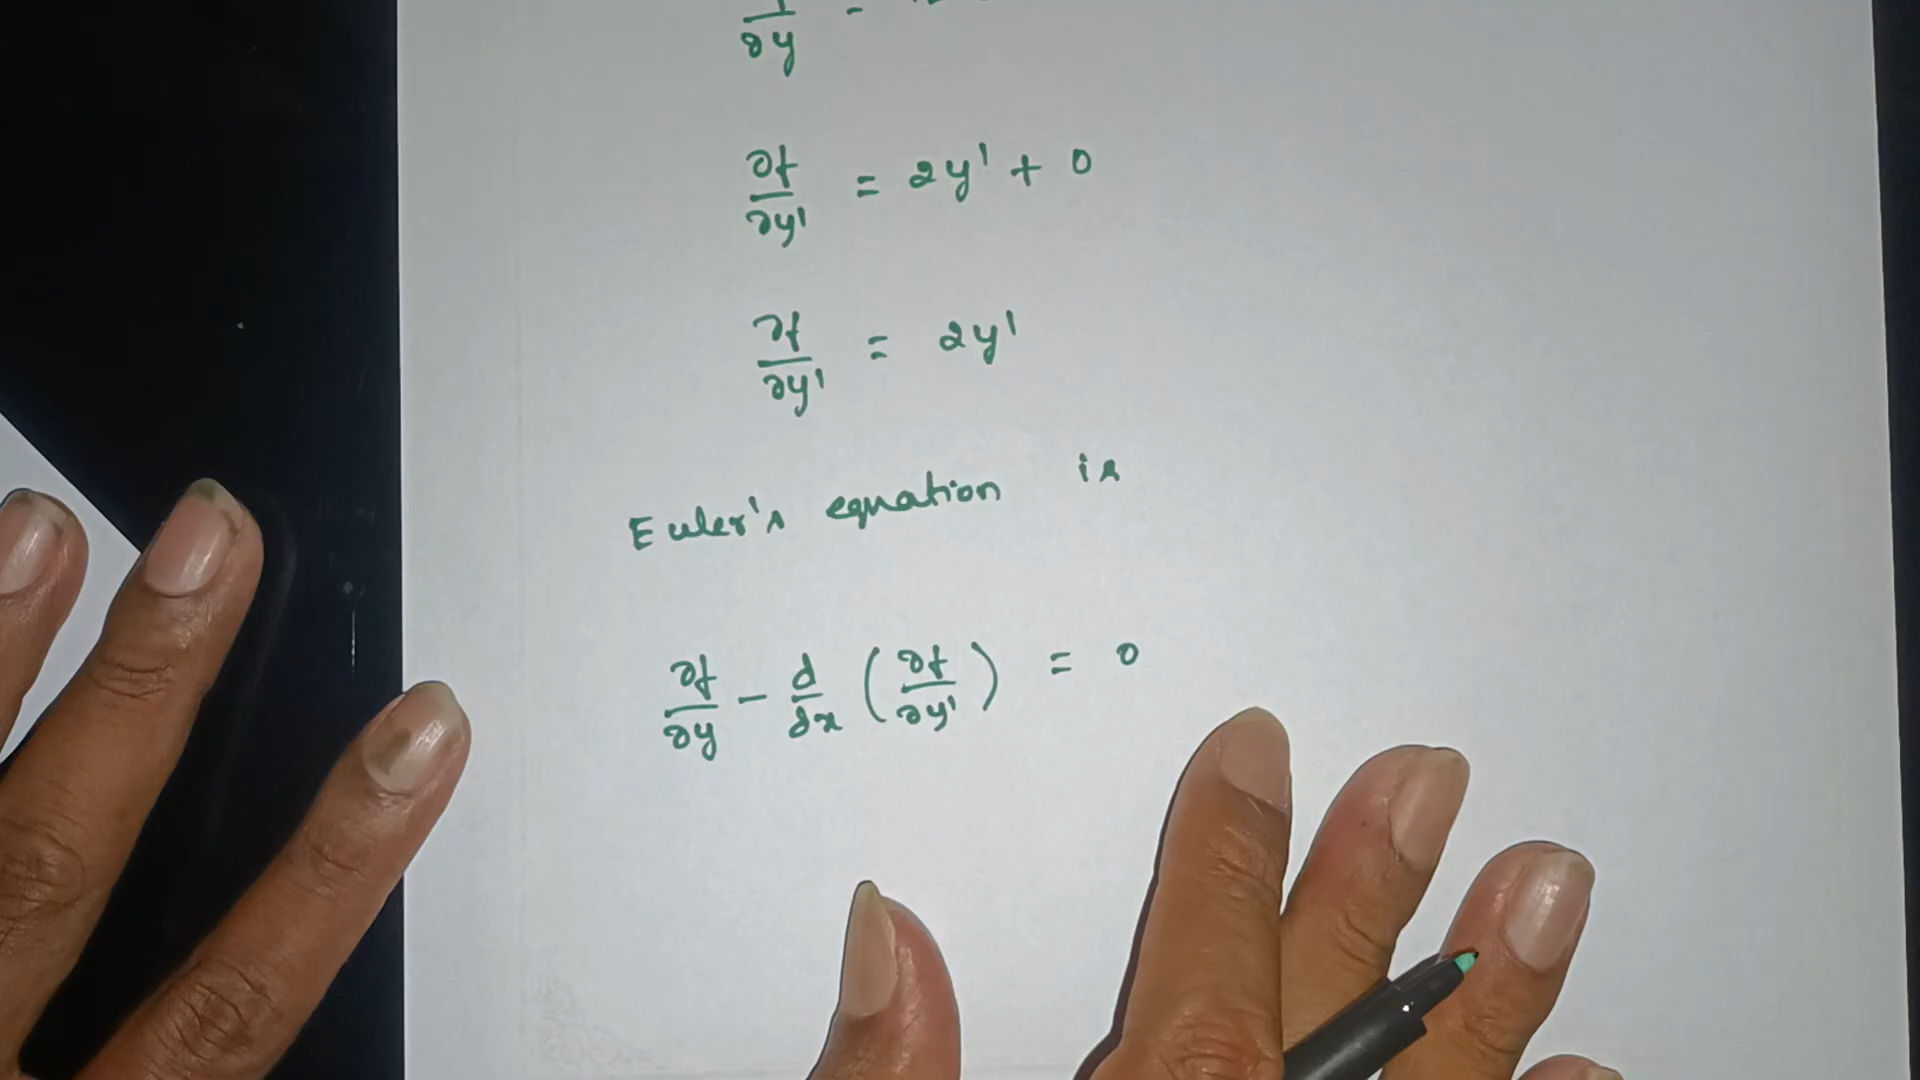 ∂y
∂f/∂y' = 2y' + 0
∂f/∂y' = 2y'
Euler's equation is
∂f/∂y - d/dx (∂f/∂y') = 0